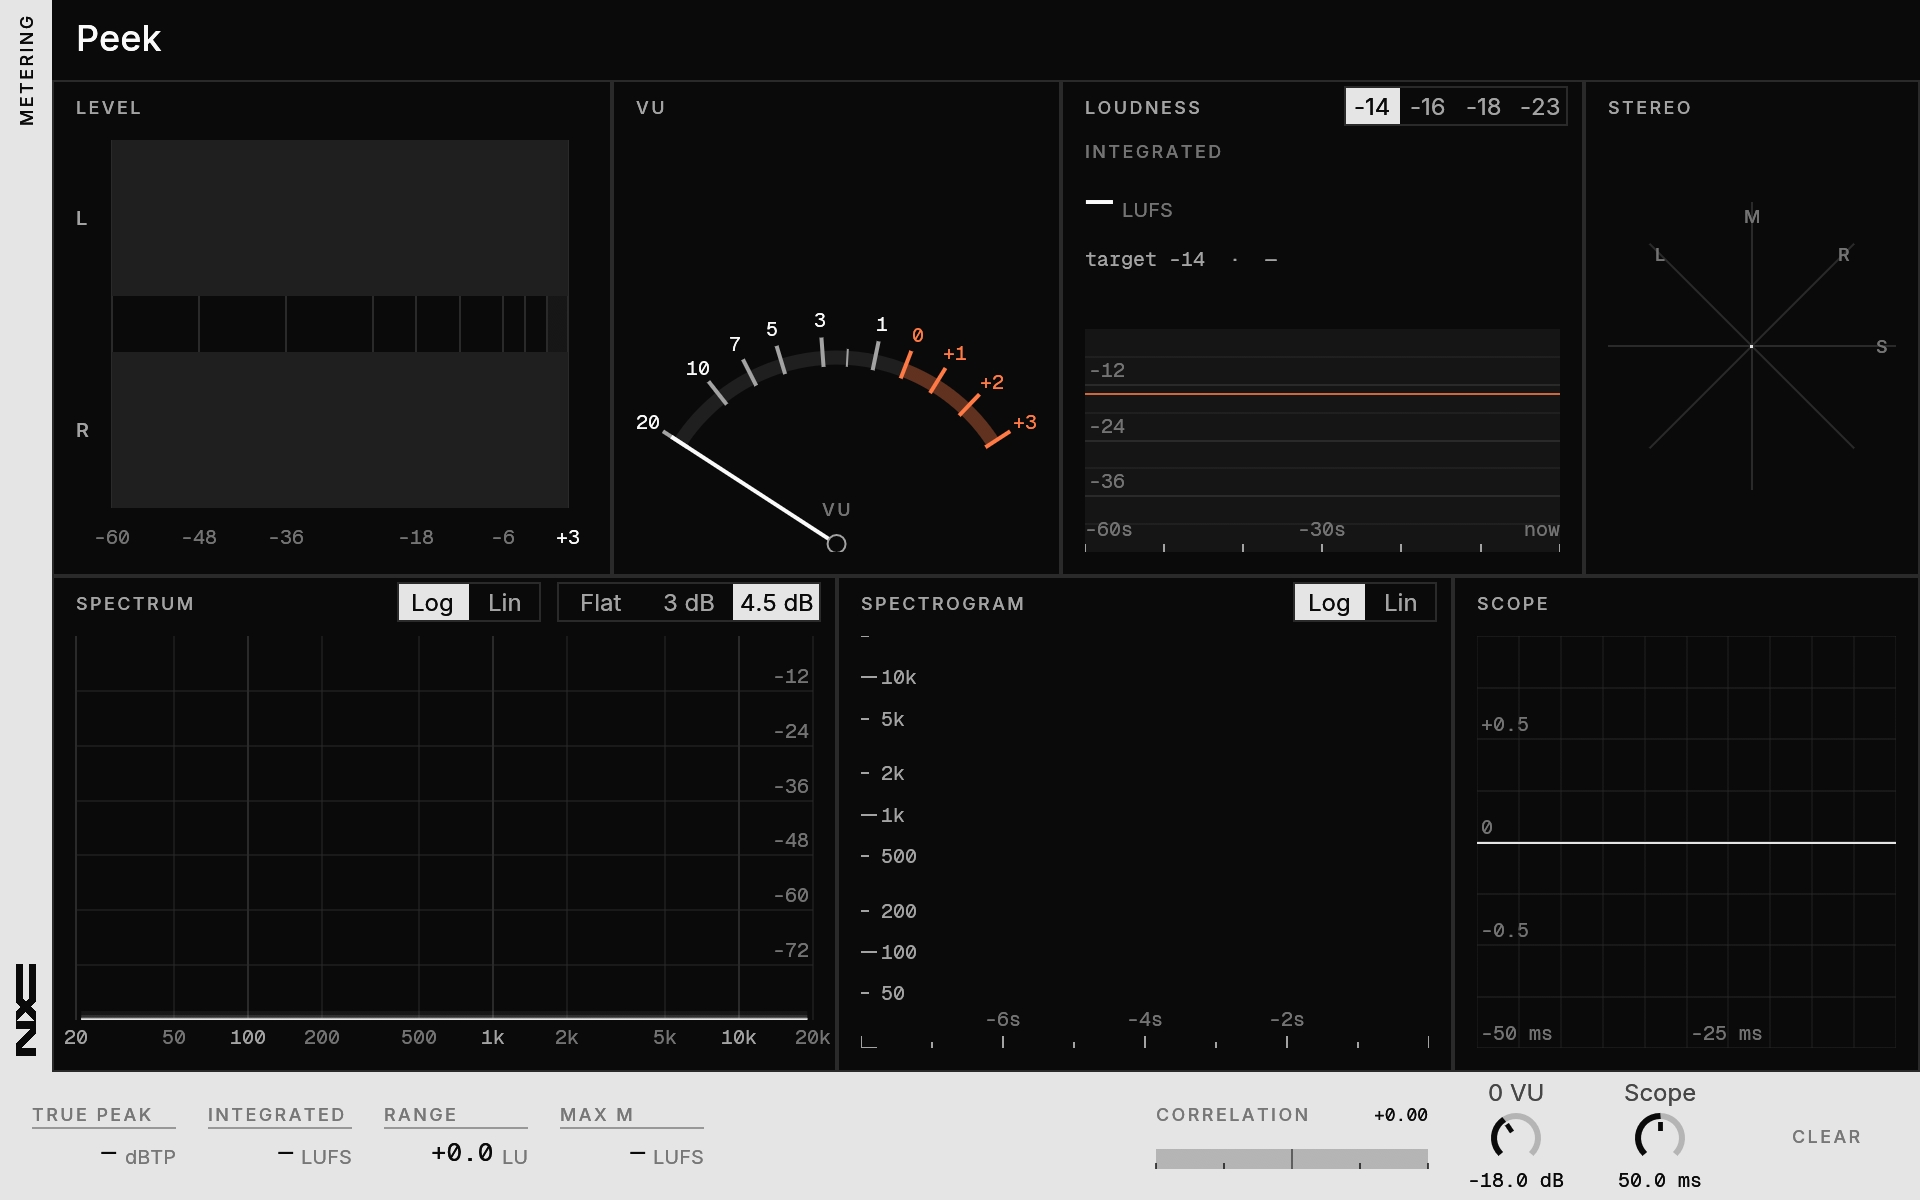 METERING
Peek
LEVEL
L
R
-60 -48 -36 -18 -6 +3
VU
20 10 7 5 3 1 0 +1 +2 +3
VU
LOUDNESS -14 -16 -18 -23
INTEGRATED
— LUFS
target -14 · —
-12
-24
-36
-60s -30s now
STEREO
M
L R
S
SPECTRUM Log Lin Flat 3 dB 4.5 dB
-12
-24
-36
-48
-60
-72
20 50 100 200 500 1k 2k 5k 10k 20k
SPECTROGRAM Log Lin
10k
5k
2k
1k
500
200
100
50
-6s -4s -2s
SCOPE
+0.5
0
-0.5
-50 ms -25 ms
NXE
TRUE PEAK INTEGRATED RANGE MAX M
— dBTP — LUFS +0.0 LU — LUFS
CORRELATION +0.00
0 VU
-18.0 dB
Scope
50.0 ms
CLEAR